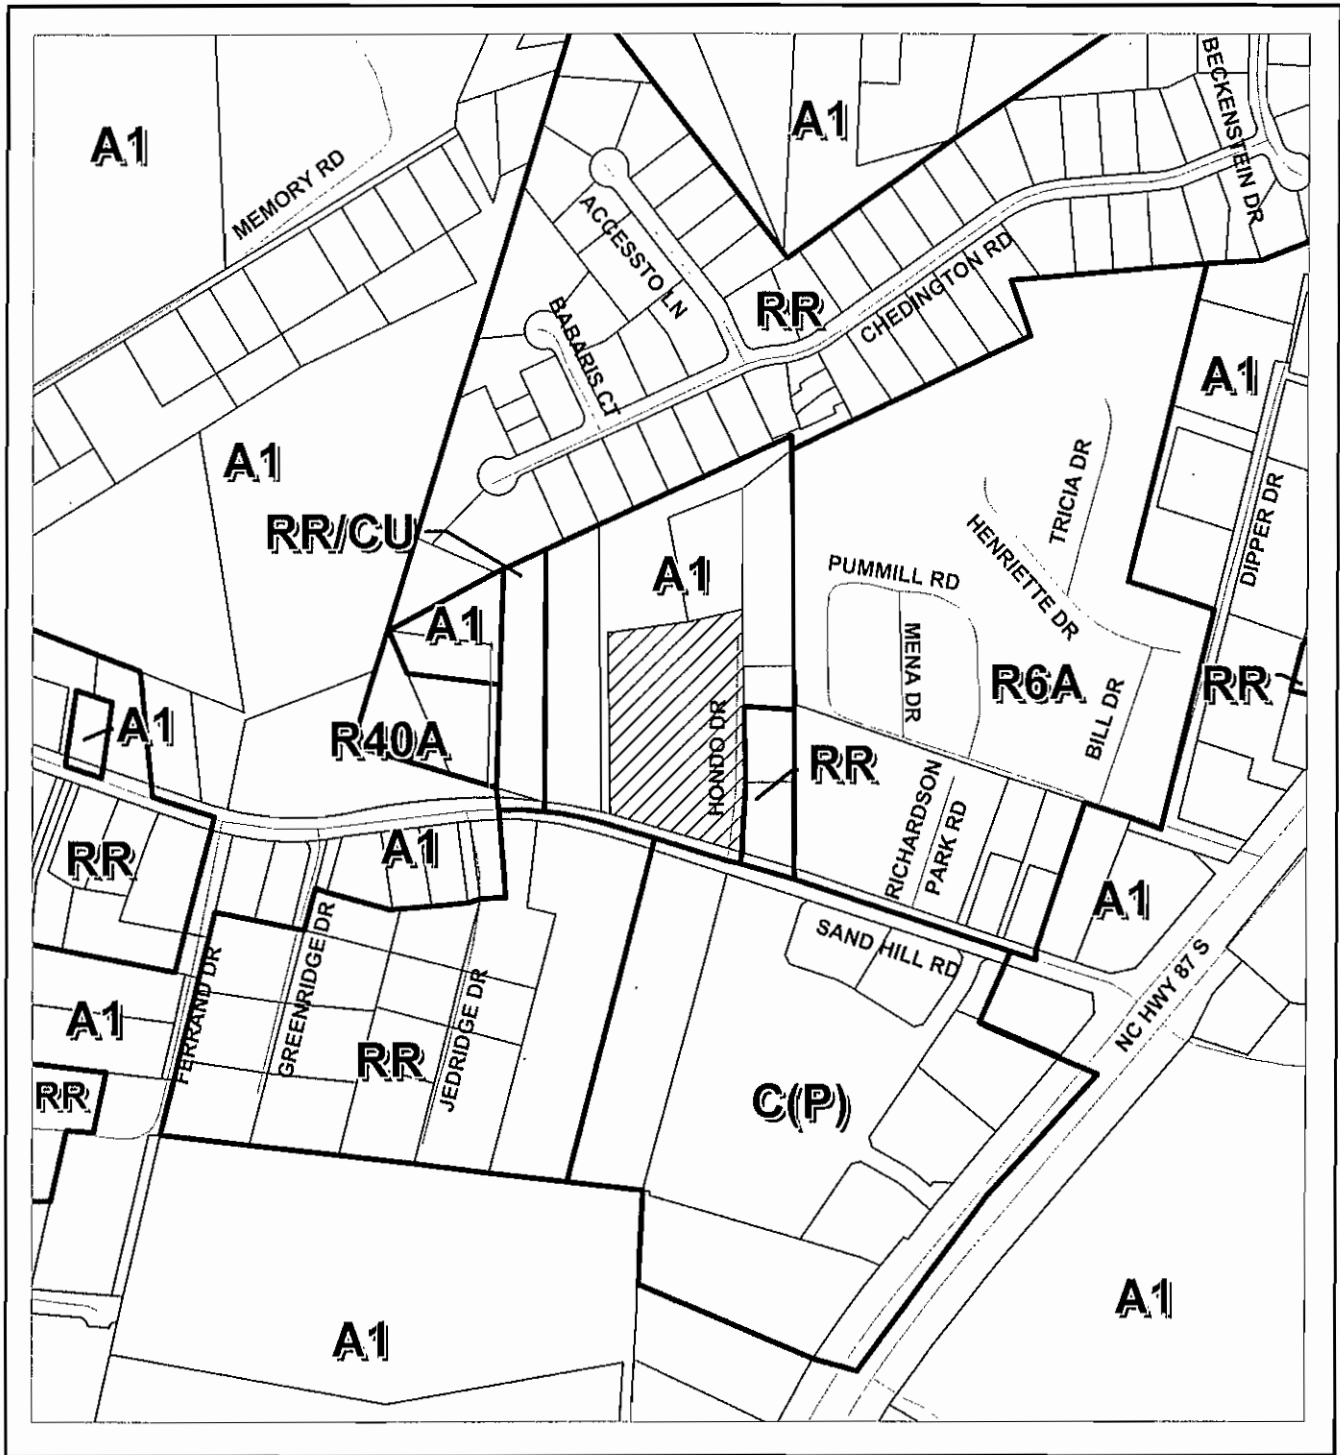 BECKENSTEIN DR
A1
A1
MEMORY RD
ACCESSTO LN
RR
CHEDINGTON RD
BABARIS CT
A1
A1
TRICIA DR
DIPPER DR
RR/CU
HENRIETTE DR
A1
PUMMILL RD
A1
MENA DR
R6A
RR
BILL DR
A1
R40A
HONDO DR
RR
RICHARDSON
PARK RD
RR
A1
A1
SAND HILL RD
NC HWY 87 S
FERRAND DR
GREENRIDGE DR
JEDRIDGE DR
A1
RR
RR
C(P)
A1
A1